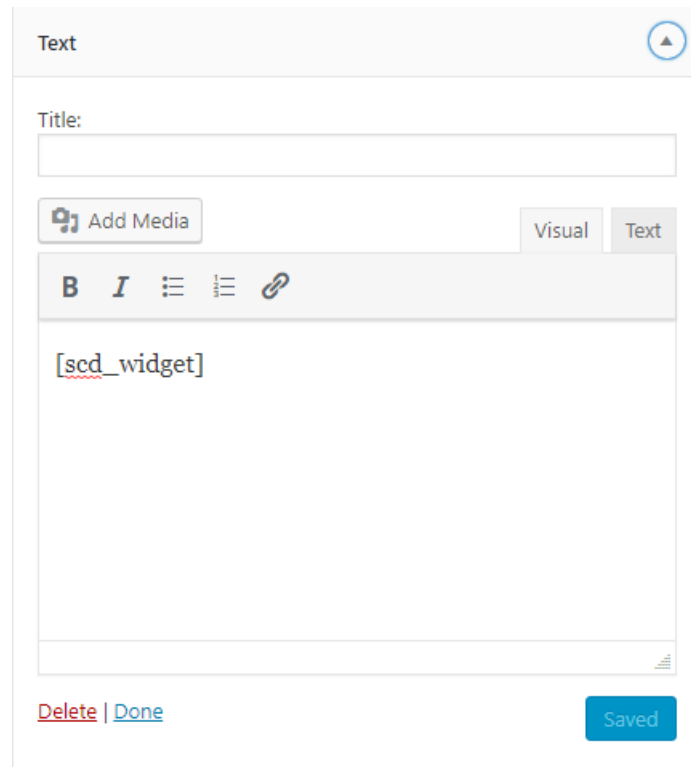 Text
Title:
Add Media
Visual Text
B I
[scd_widget]
Delete | Done
Saved